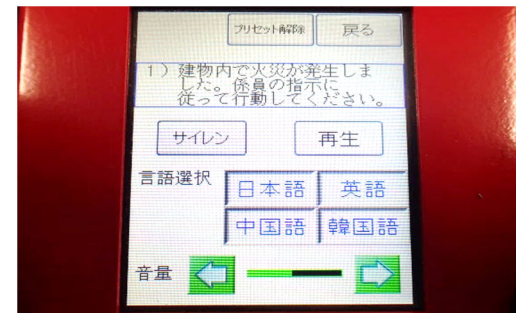 プリセット解除 戻る
1）建物内で火災が発生しま
した。係員の指示に
従って行動してください。
サイレン 再生
言語選択 日本語 英語
中国語 韓国語
音量